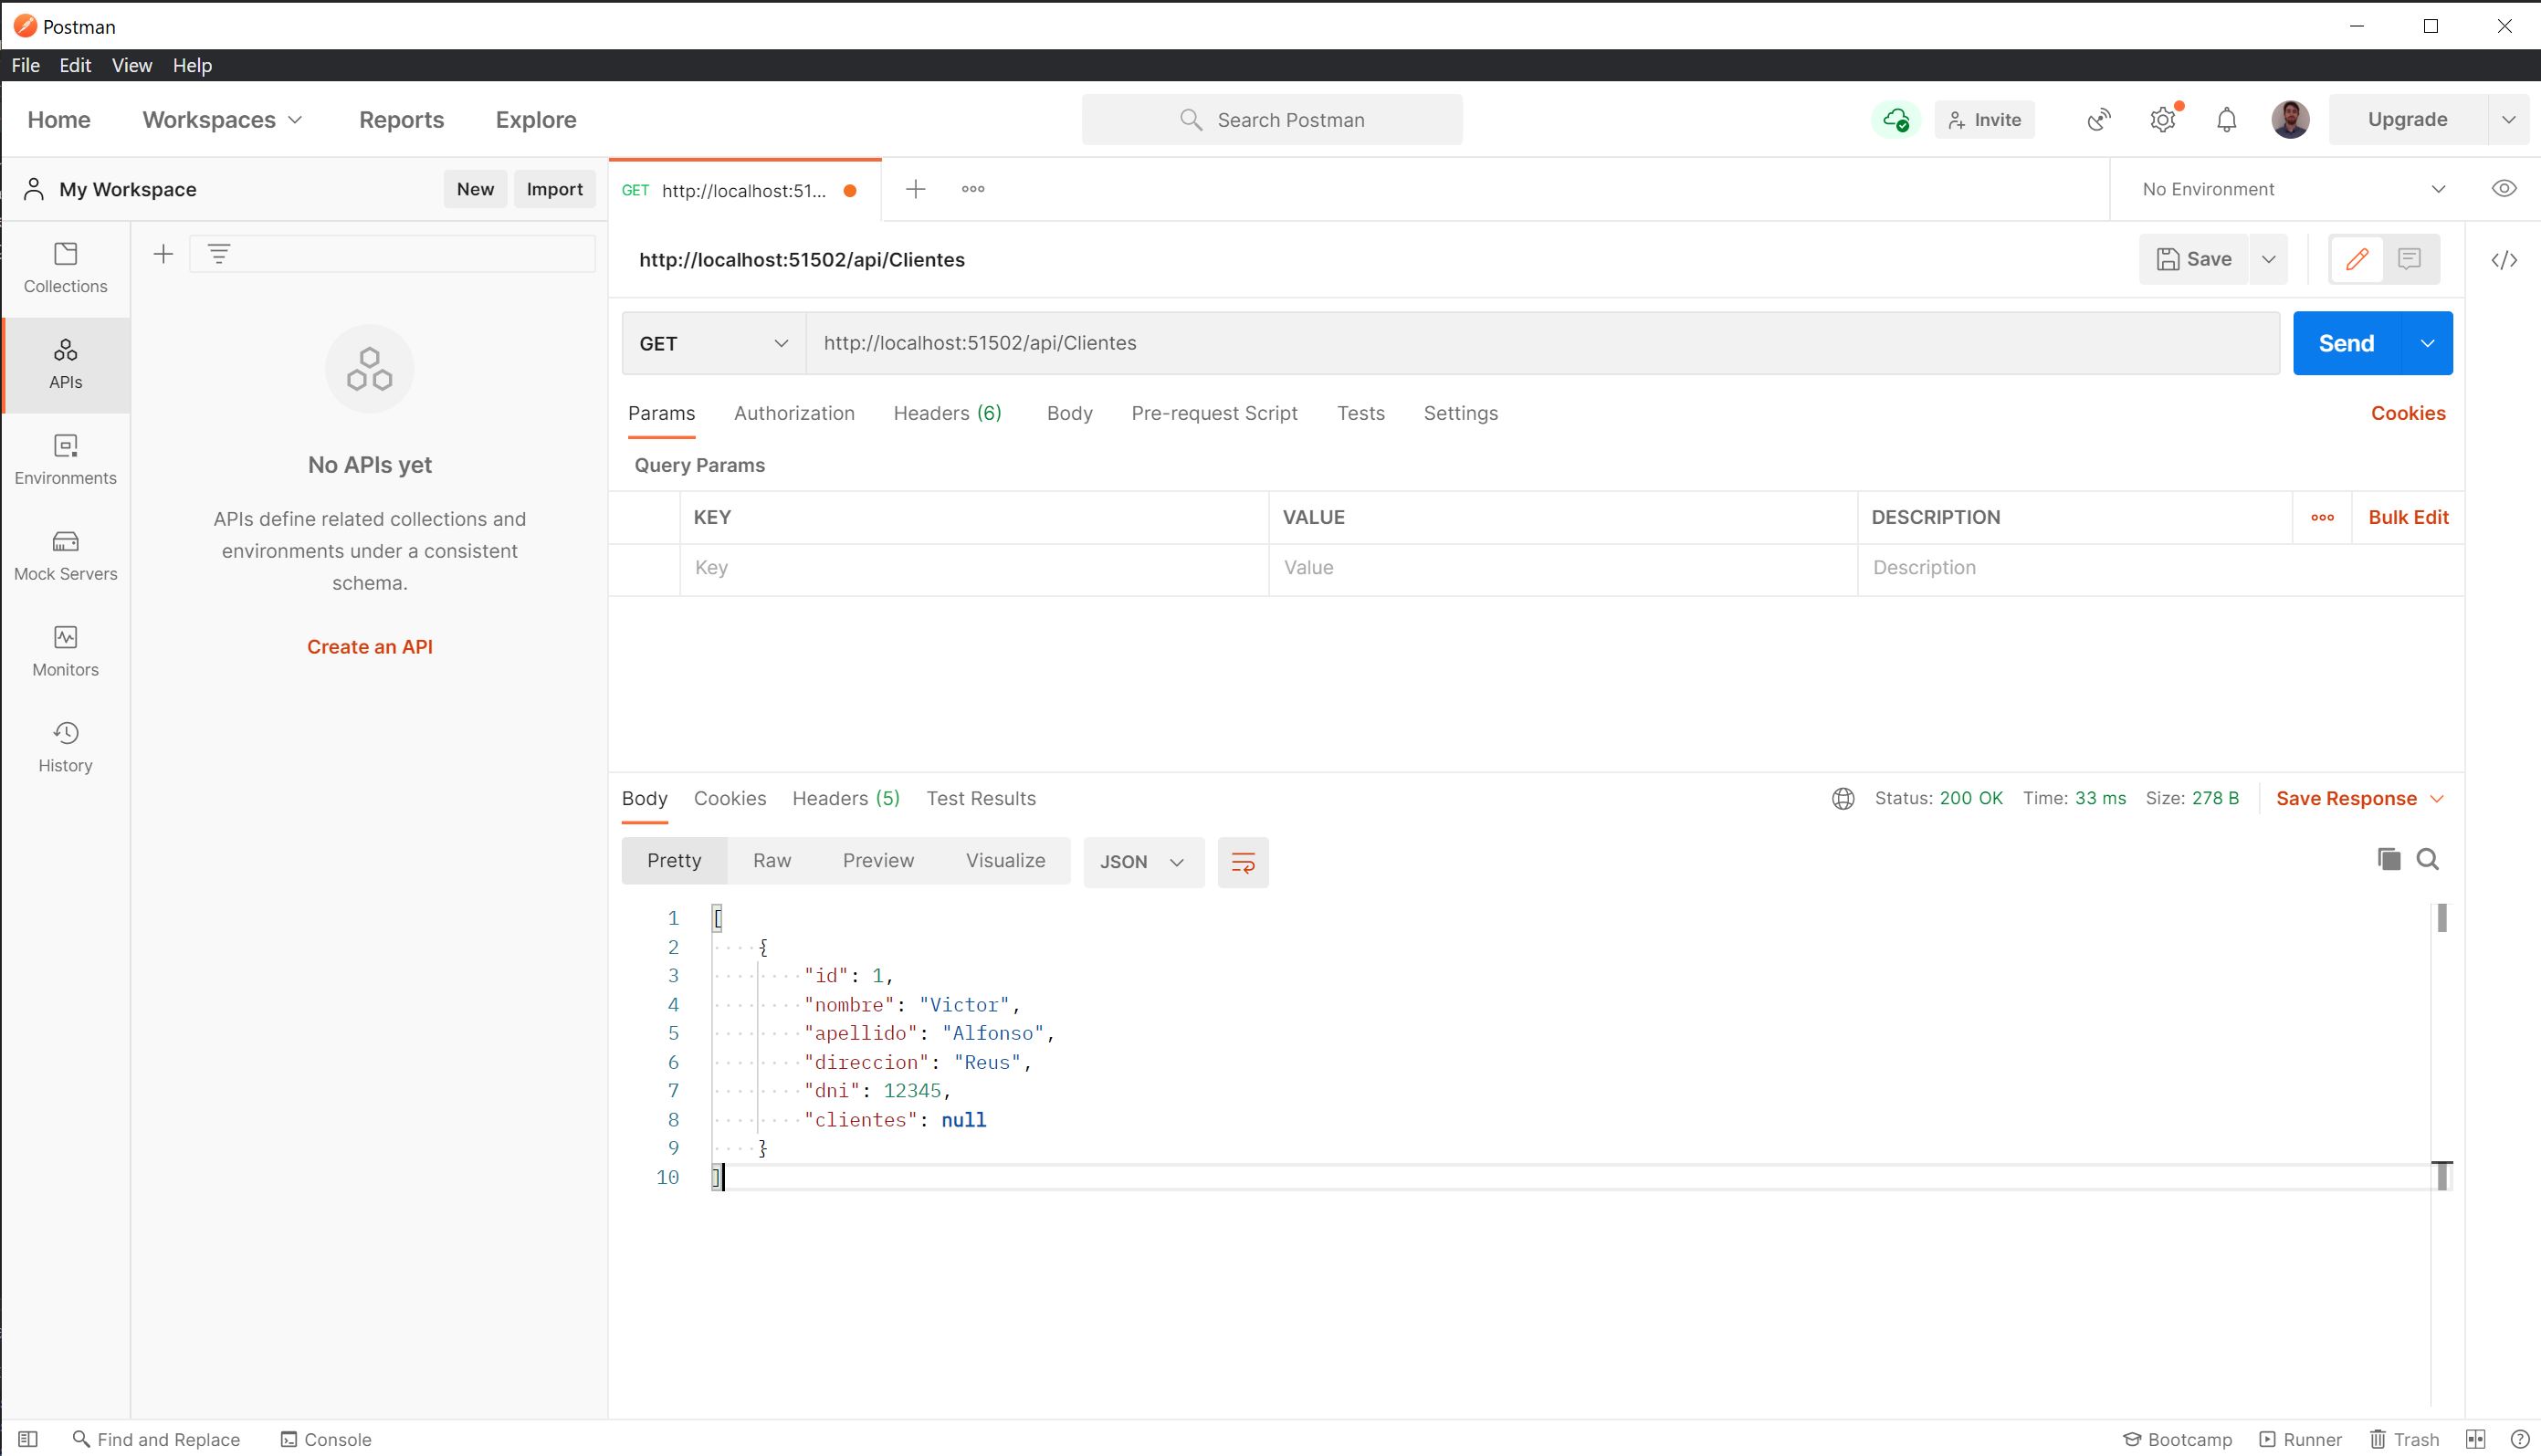 Postman
File Edit View Help
Home Workspaces Reports Explore Search Postman Invite Upgrade
My Workspace New Import GET http://localhost:51... No Environment
Collections
APIs
Environments
Mock Servers
Monitors
History
No APIs yet
APIs define related collections and
environments under a consistent
schema.
Create an API
http://localhost:51502/api/Clientes Save
GET http://localhost:51502/api/Clientes Send
Params Authorization Headers (6) Body Pre-request Script Tests Settings Cookies
Query Params
KEY VALUE DESCRIPTION Bulk Edit
Key Value Description
Body Cookies Headers (5) Test Results Status: 200 OK Time: 33 ms Size: 278 B Save Response
Pretty Raw Preview Visualize JSON
1 [
2 {
3 "id": 1,
4 "nombre": "Victor",
5 "apellido": "Alfonso",
6 "direccion": "Reus",
7 "dni": 12345,
8 "clientes": null
9 }
10 ]
Find and Replace Console Bootcamp Runner Trash